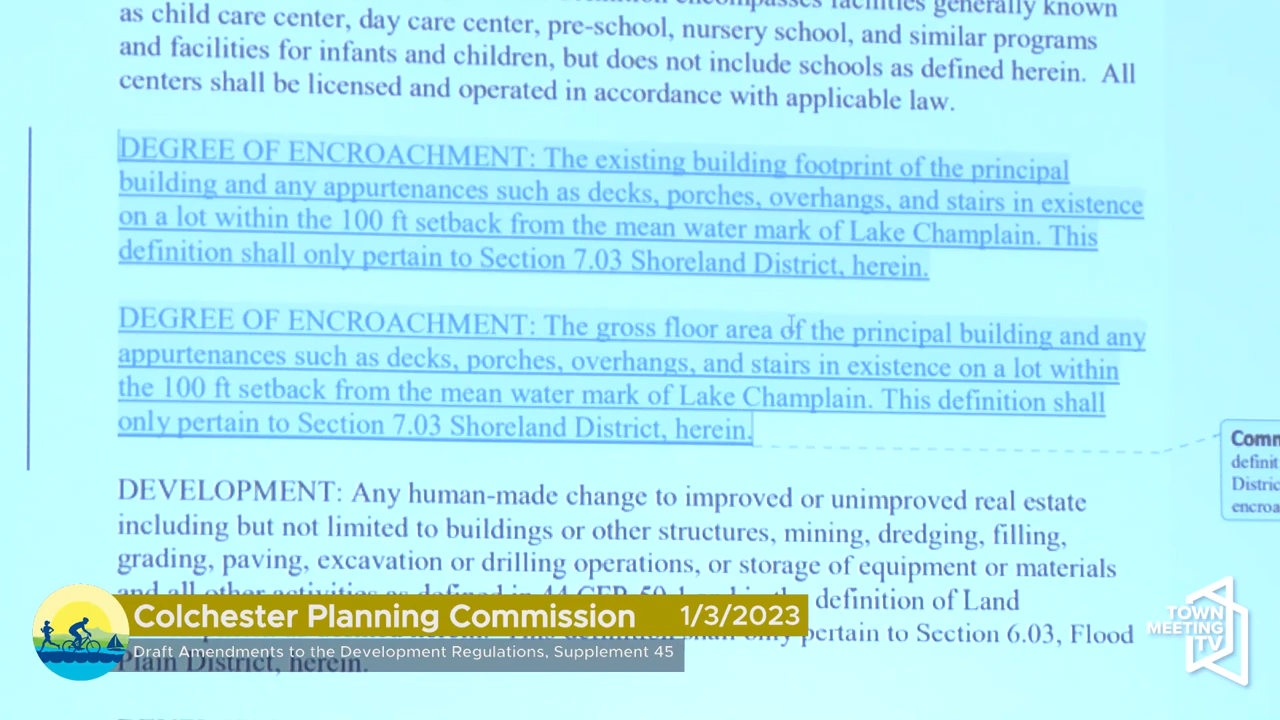 generally known
as child care center, day care center, pre-school, nursery school, and similar programs
and facilities for infants and children, but does not include schools as defined herein. All
centers shall be licensed and operated in accordance with applicable law.
DEGREE OF ENCROACHMENT: The existing building footprint of the principal
building and any appurtenances such as decks, porches, overhangs, and stairs in existence
on a lot within the 100 ft setback from the mean water mark of Lake Champlain. This
definition shall only pertain to Section 7.03 Shoreland District, herein.
DEGREE OF ENCROACHMENT: The gross floor area of the principal building and any
appurtenances such as decks, porches, overhangs, and stairs in existence on a lot within
the 100 ft setback from the mean water mark of Lake Champlain. This definition shall
only pertain to Section 7.03 Shoreland District, herein.
Comm
definit
Distric
encroa
DEVELOPMENT: Any human-made change to improved or unimproved real estate
including but not limited to buildings or other structures, mining, dredging, filling,
grading, paving, excavation or drilling operations, or storage of equipment or materials
definition of Land
pertain to Section 6.03, Flood
Plain District, herein.
Colchester Planning Commission 1/3/2023
Draft Amendments to the Development Regulations, Supplement 45
TOWN
MEETING
TV